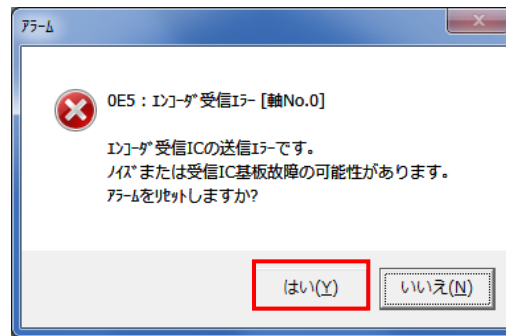 ｱﾗｰﾑ
0E5 : ｴﾝｺｰﾀﾞ受信ｴﾗｰ [軸No.0]
ｴﾝｺｰﾀﾞ受信ICの送信ｴﾗｰです。
ﾉｲｽﾞまたは受信IC基板故障の可能性があります。
ｱﾗｰﾑをﾘｾｯﾄしますか?
はい(Y)
いいえ(N)